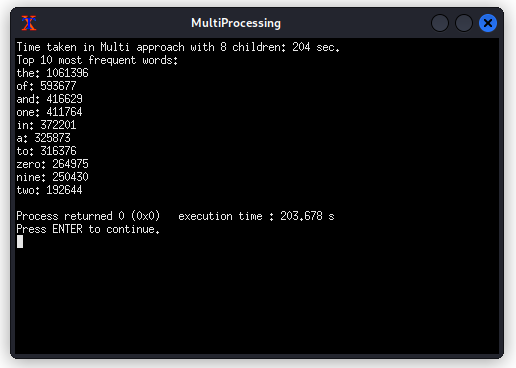 MultiProcessing
Time taken in Multi approach with 8 children: 204 sec.
Top 10 most frequent words:
the: 1061396
of: 593677
and: 416629
one: 411764
in: 372201
a: 325873
to: 316376
zero: 264975
nine: 250430
two: 192644
Process returned 0 (0x0)   execution time : 203.678 s
Press ENTER to continue.